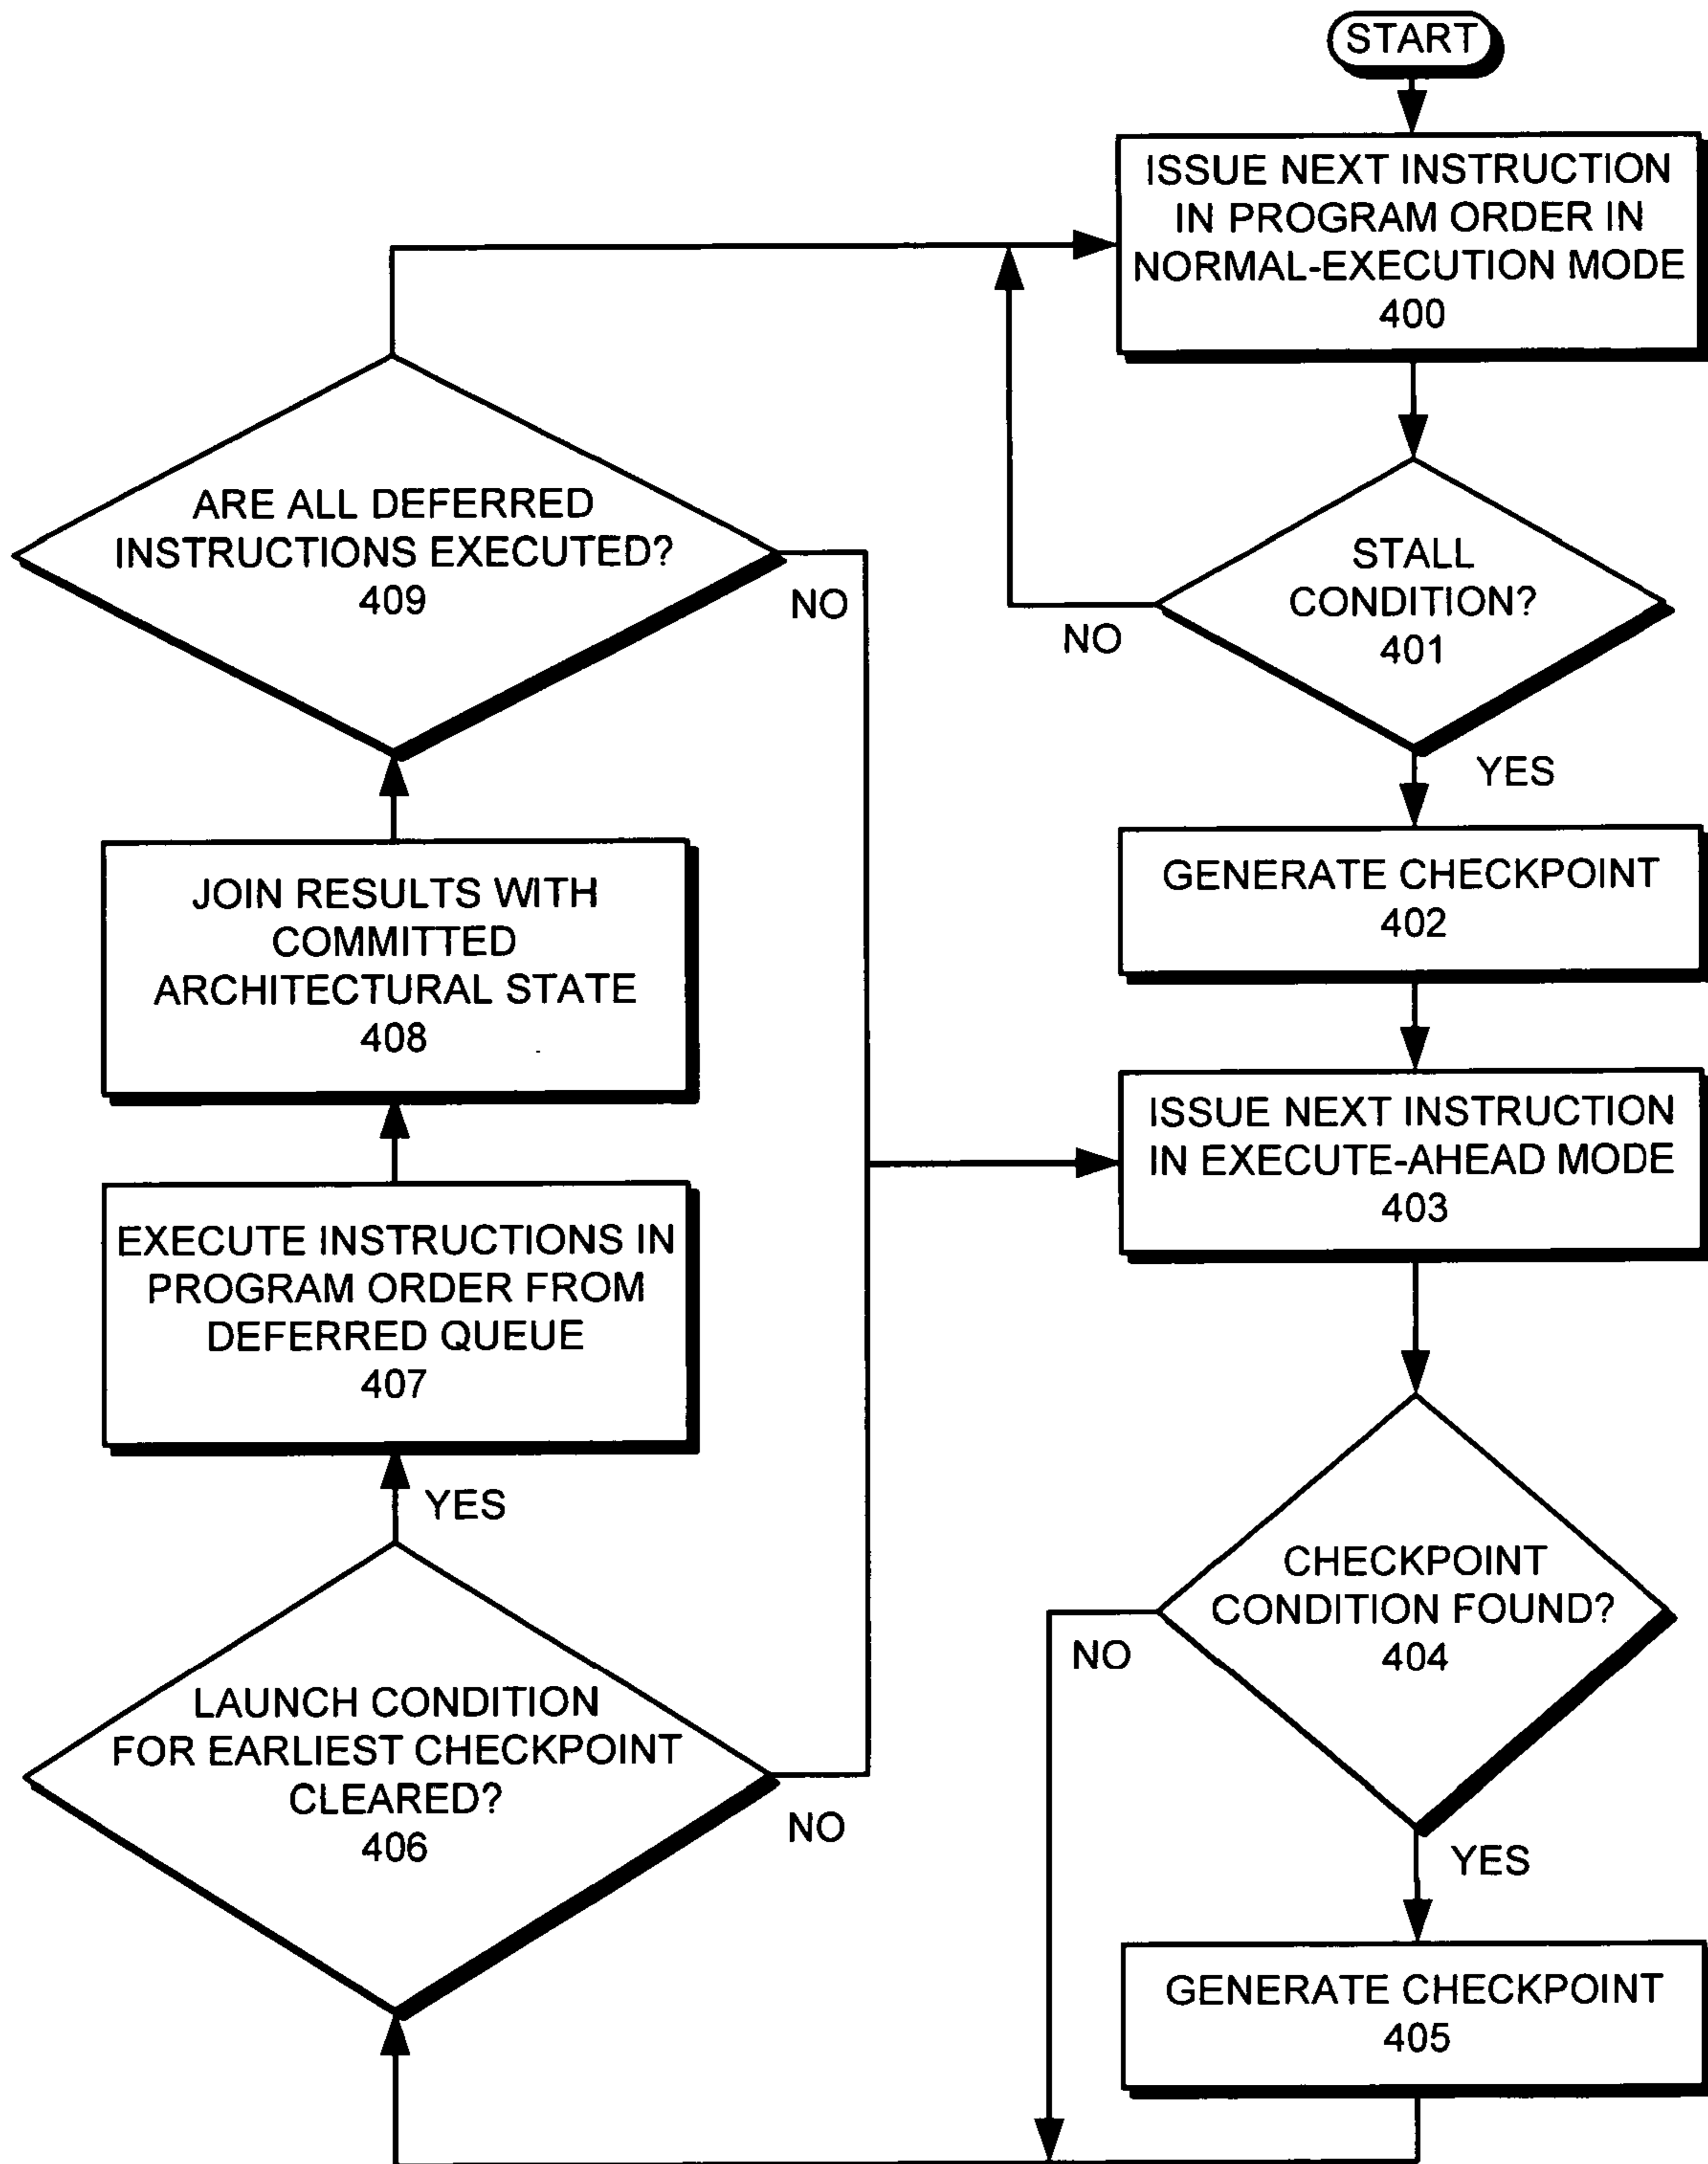 START
ISSUE NEXT INSTRUCTION
IN PROGRAM ORDER IN
NORMAL-EXECUTION MODE
400
STALL
CONDITION?
401
NO
YES
GENERATE CHECKPOINT
402
ISSUE NEXT INSTRUCTION
IN EXECUTE-AHEAD MODE
403
CHECKPOINT
CONDITION FOUND?
404
NO
YES
GENERATE CHECKPOINT
405
LAUNCH CONDITION
FOR EARLIEST CHECKPOINT
CLEARED?
406
NO
YES
EXECUTE INSTRUCTIONS IN
PROGRAM ORDER FROM
DEFERRED QUEUE
407
JOIN RESULTS WITH
COMMITTED
ARCHITECTURAL STATE
408
ARE ALL DEFERRED
INSTRUCTIONS EXECUTED?
409
NO